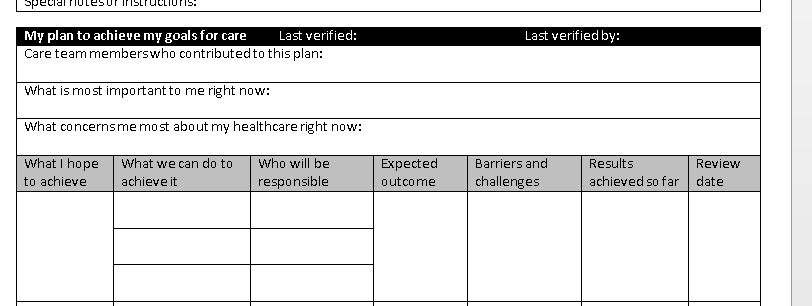 Special notes or instructions:
My plan to achieve my goals for care Last verified: Last verified by:
Care team members who contributed to this plan:
What is most important to me right now:
What concerns me most about my healthcare right now:
What I hope to achieve
What we can do to achieve it
Who will be responsible
Expected outcome
Barriers and challenges
Results achieved so far
Review date